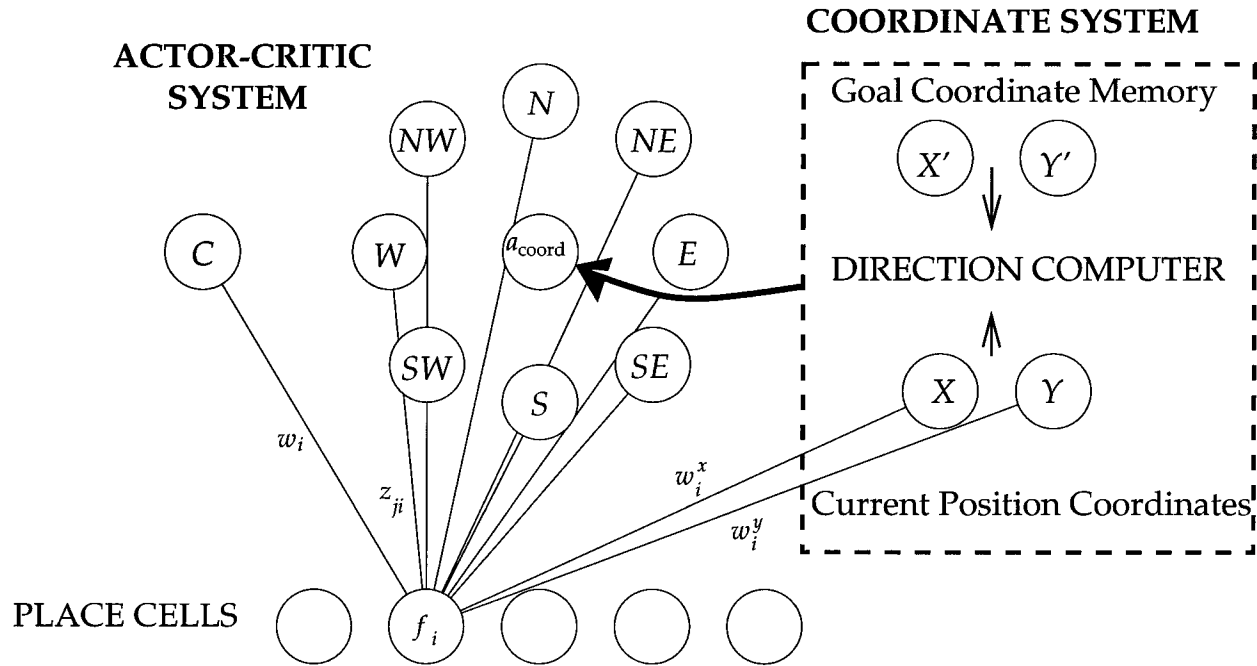 COORDINATE SYSTEM
ACTOR-CRITIC
SYSTEM
Goal Coordinate Memory
N
NW
NE
X'
Y'
C
W
a_coord
E
DIRECTION COMPUTER
SW
S
SE
X
Y
w_i
z_ji
w_i^x
w_i^y
Current Position Coordinates
PLACE CELLS
f_i